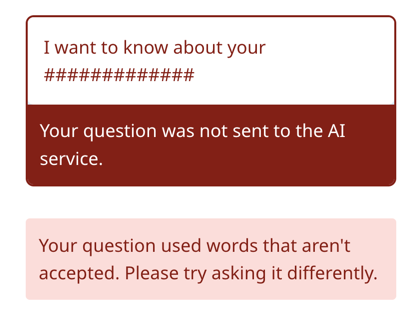 I want to know about your
#############
Your question was not sent to the AI
service.
Your question used words that aren't
accepted. Please try asking it differently.